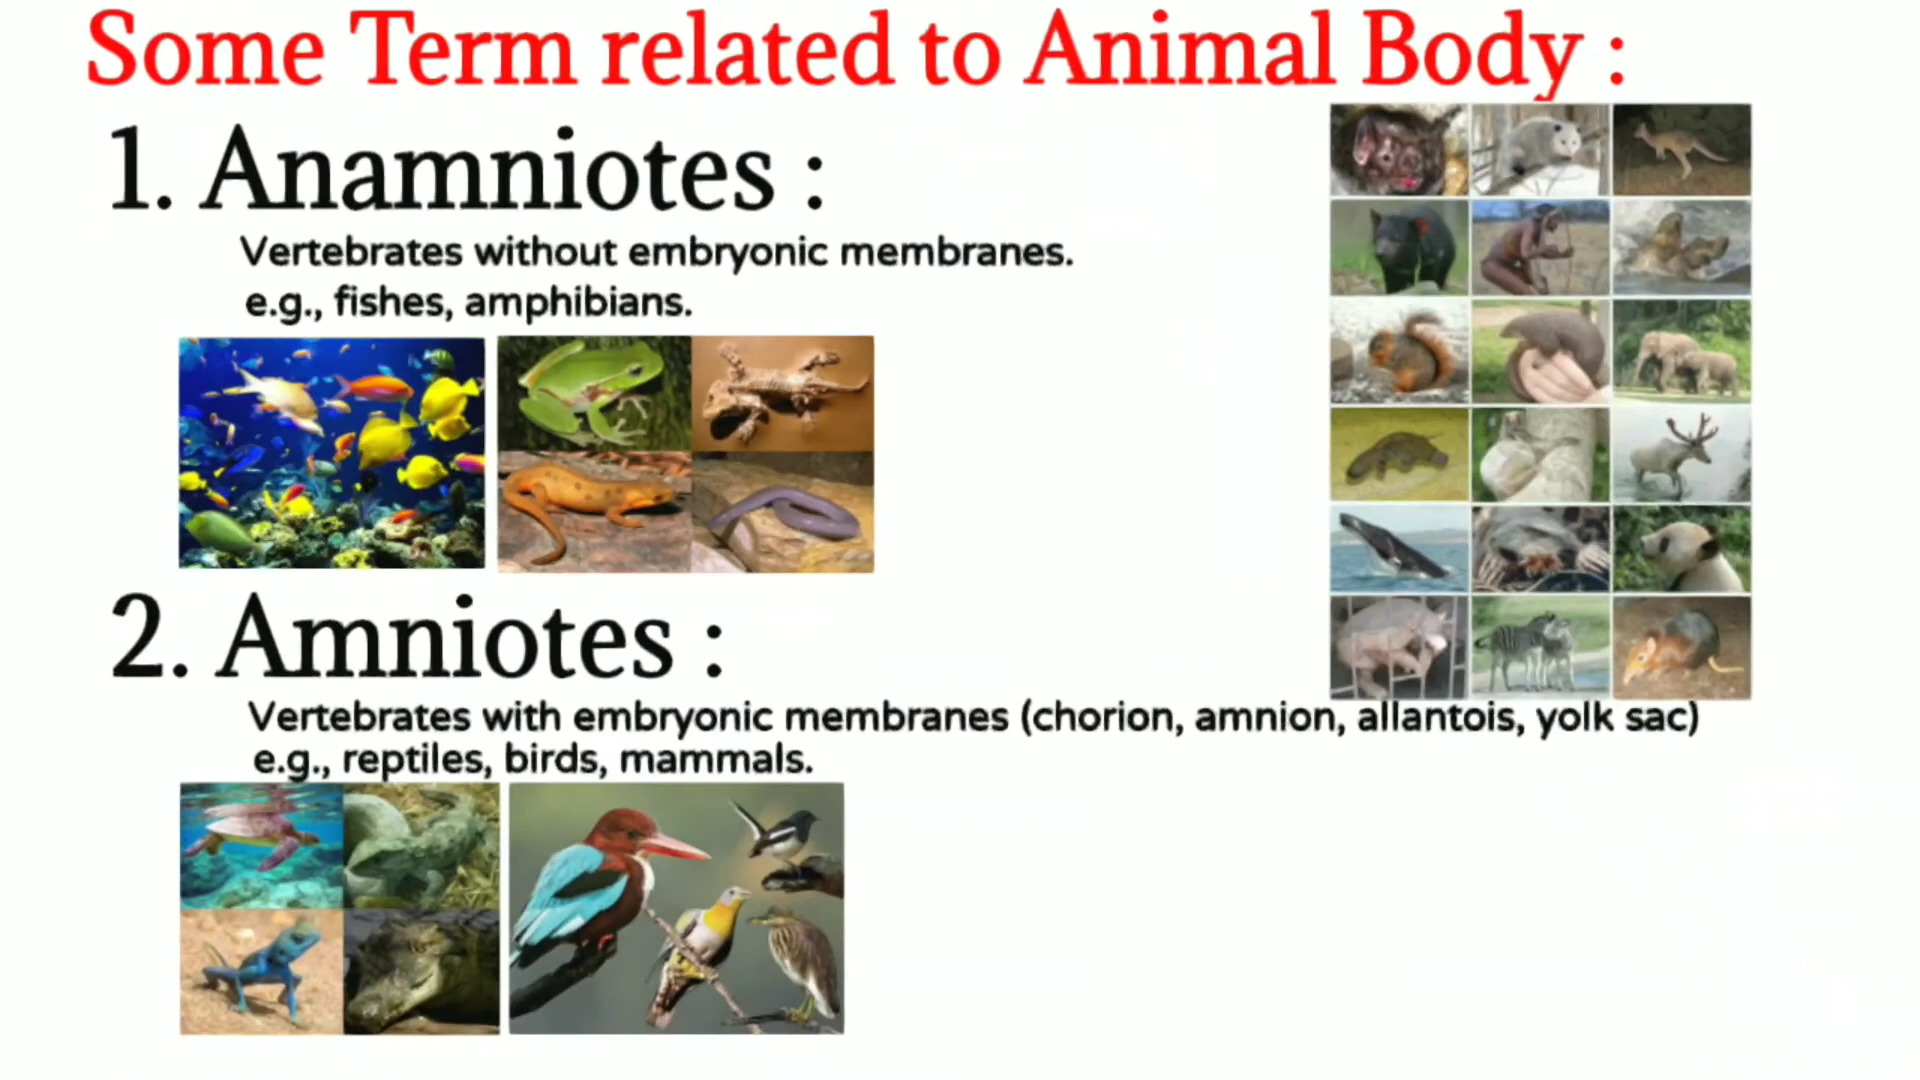 Some Term related to Animal Body :
1. Anamniotes :
Vertebrates without embryonic membranes.
e.g., fishes, amphibians.
2. Amniotes :
Vertebrates with embryonic membranes (chorion, amnion, allantois, yolk sac)
e.g., reptiles, birds, mammals.